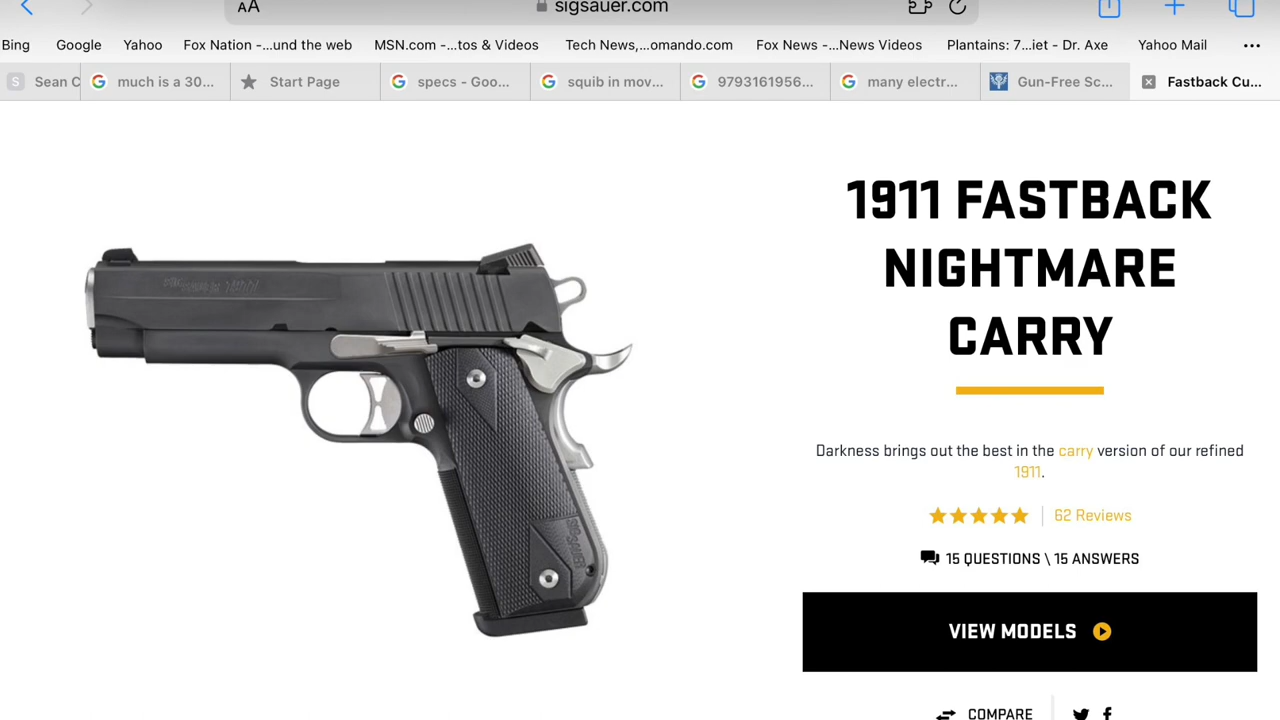 AA
sigsauer.com
Bing
Google
Yahoo
Fox Nation -...und the web
MSN.com -...tos & Videos
Tech News,...omando.com
Fox News -...News Videos
Plantains: 7...iet - Dr. Axe
Yahoo Mail
S
Sean C
G
much is a 30...
Start Page
G
specs - Goo...
G
squib in mov...
G
9793161956...
G
many electr...
Gun-Free Sc...
Fastback Cu...
1911 FASTBACK
NIGHTMARE
CARRY
Darkness brings out the best in the carry version of our refined
1911.
62 Reviews
15 QUESTIONS \ 15 ANSWERS
VIEW MODELS
COMPARE
SIG SAUER